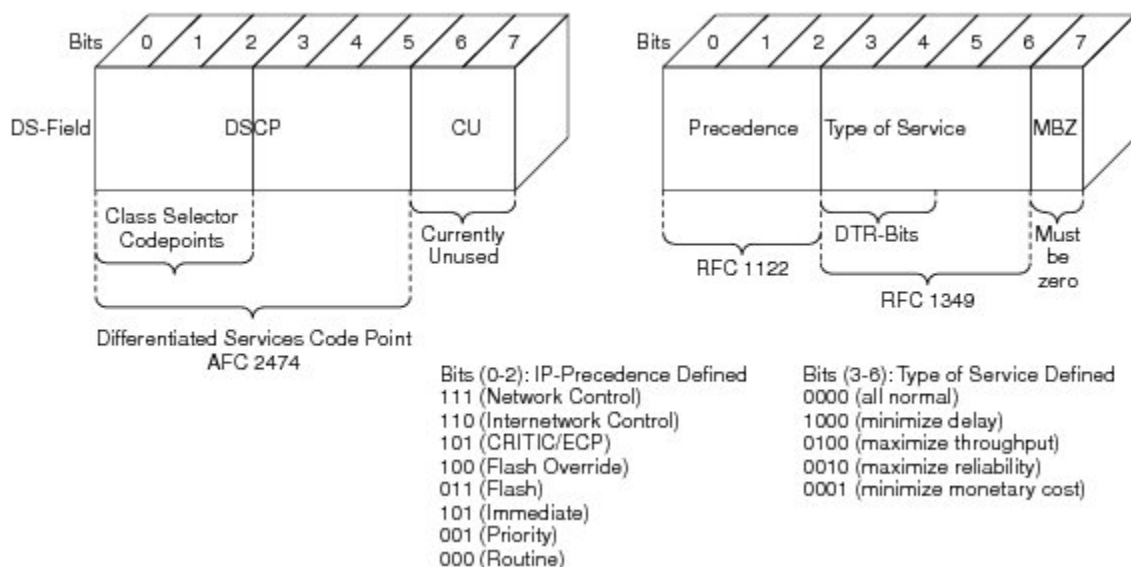 Bits 0 1 2 3 4 5 6 7
DS-Field DSCP CU
Class Selector
Codepoints
Currently
Unused
Differentiated Services Code Point
AFC 2474
Bits 0 1 2 3 4 5 6 7
Precedence Type of Service MBZ
DTR-Bits
Must
be
zero
RFC 1122
RFC 1349
Bits (0-2): IP-Precedence Defined
111 (Network Control)
110 (Internetwork Control)
101 (CRITIC/ECP)
100 (Flash Override)
011 (Flash)
101 (Immediate)
001 (Priority)
000 (Routine)
Bits (3-6): Type of Service Defined
0000 (all normal)
1000 (minimize delay)
0100 (maximize throughput)
0010 (maximize reliability)
0001 (minimize monetary cost)